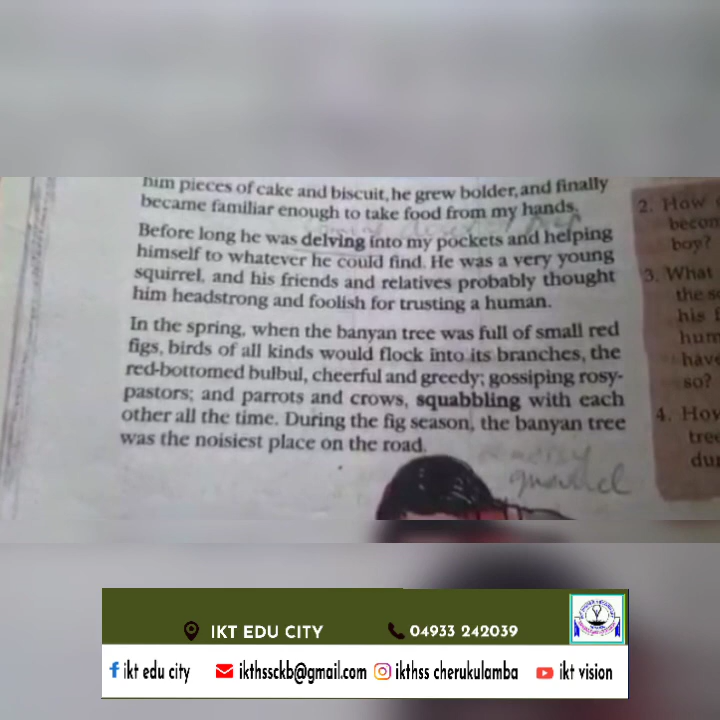 him pieces of cake and biscuit, he grew bolder, and finally
became familiar enough to take food from my hands.
Before long he was delving into my pockets and helping
himself to whatever he could find. He was a very young
squirrel, and his friends and relatives probably thought
him headstrong and foolish for trusting a human.
In the spring, when the banyan tree was full of small red
figs, birds of all kinds would flock into its branches, the
red-bottomed bulbul, cheerful and greedy; gossiping rosy-
pastors; and parrots and crows, squabbling with each
other all the time. During the fig season, the banyan tree
was the noisiest place on the road.
noisy
quarrel
2. How
becom
boy?
3. What
the s
his f
hum
have
so?
4. How
tree
du
IKT EDU CITY
04933 242039
ikt edu city
ikthssckb@gmail.com
ikthss cherukulamba
ikt vision